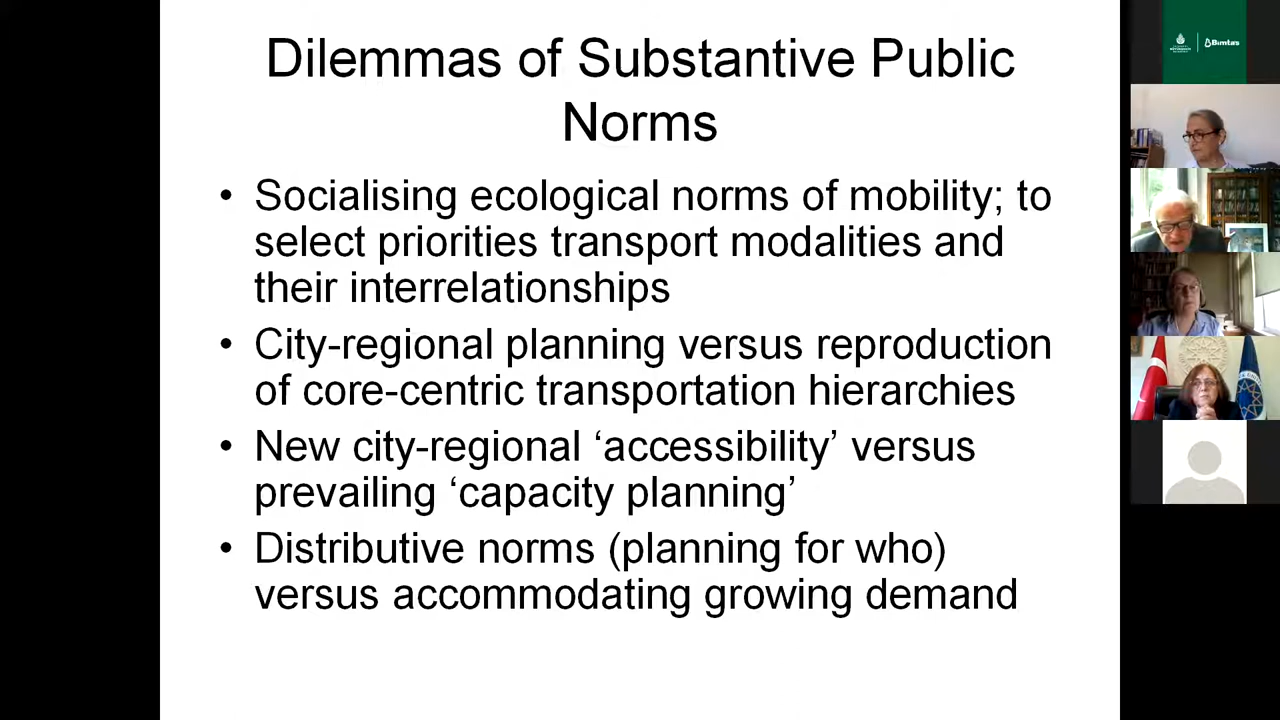 Dilemmas of Substantive Public
Norms
• Socialising ecological norms of mobility; to
select priorities transport modalities and
their interrelationships
• City-regional planning versus reproduction
of core-centric transportation hierarchies
• New city-regional ‘accessibility’ versus
prevailing ‘capacity planning’
• Distributive norms (planning for who)
versus accommodating growing demand
Bimtaş